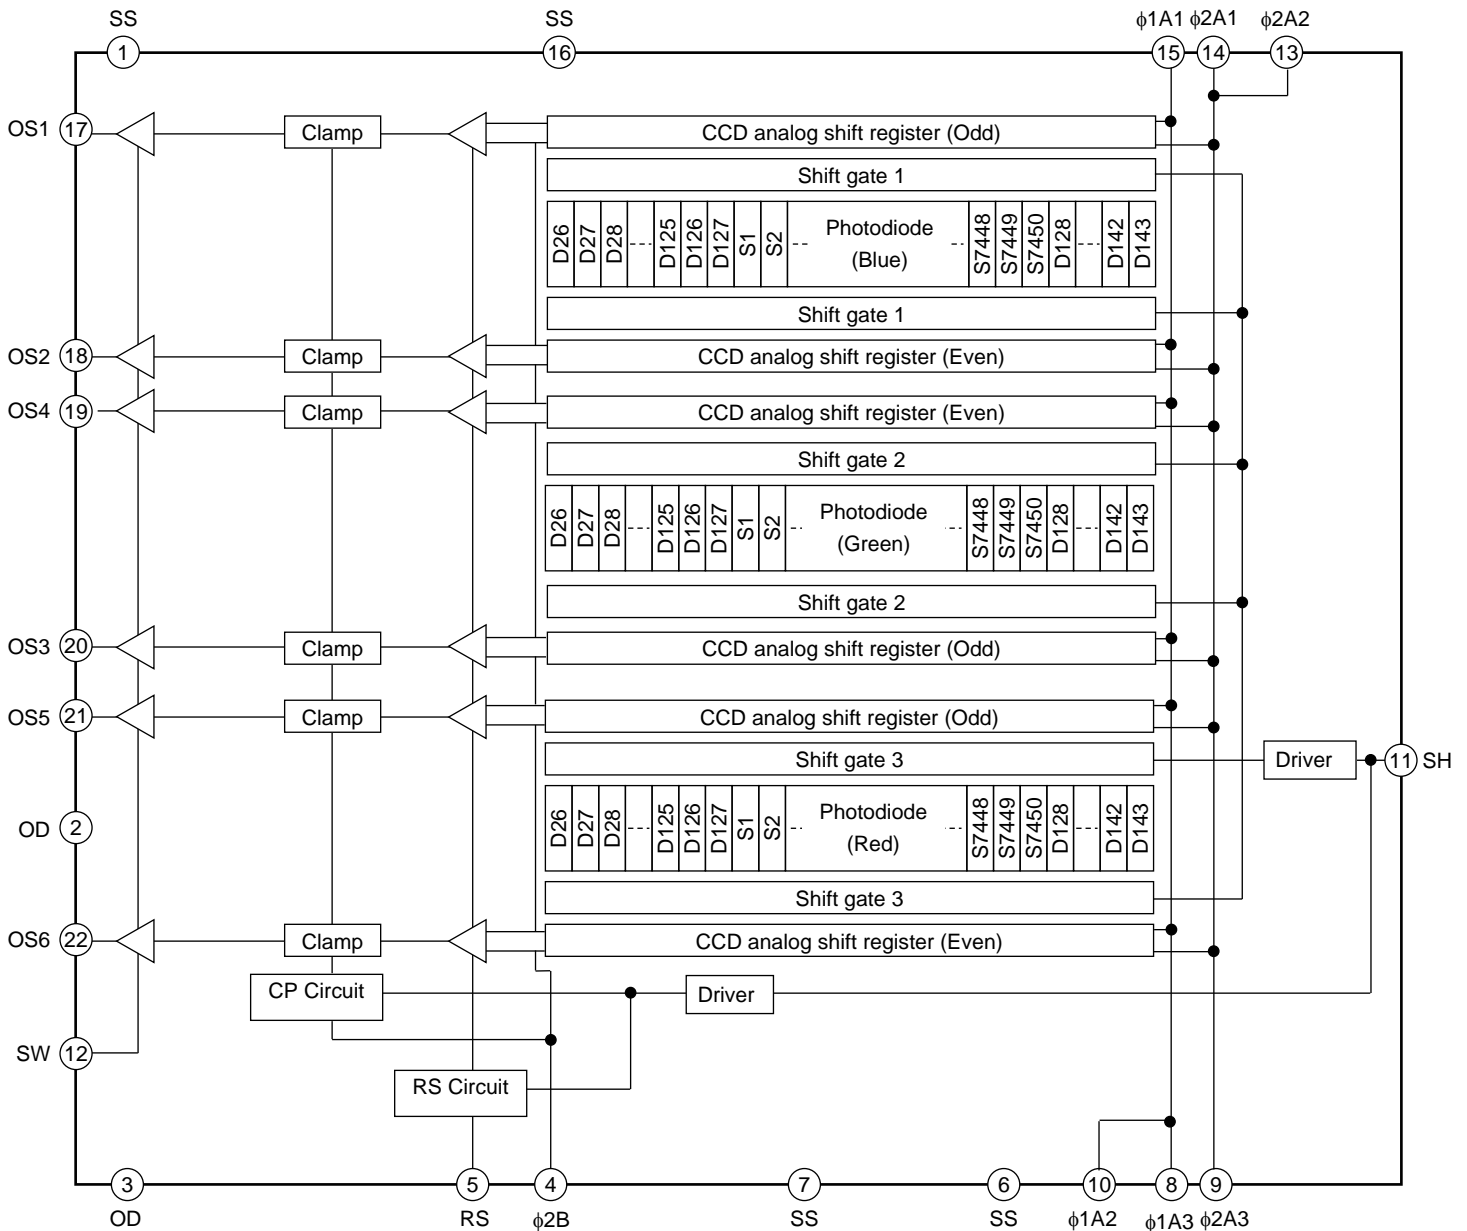 SS SS ϕ1A1 ϕ2A1 ϕ2A2
1 16 15 14 13
OS1 17 Clamp CCD analog shift register (Odd)
Shift gate 1
D26 D27 D28 D125 D126 D127 S1 S2 Photodiode (Blue) S7448 S7449 S7450 D128 D142 D143
Shift gate 1
OS2 18 Clamp CCD analog shift register (Even)
OS4 19 Clamp CCD analog shift register (Even)
Shift gate 2
D26 D27 D28 D125 D126 D127 S1 S2 Photodiode (Green) S7448 S7449 S7450 D128 D142 D143
Shift gate 2
OS3 20 Clamp CCD analog shift register (Odd)
OS5 21 Clamp CCD analog shift register (Odd)
Shift gate 3 Driver 11 SH
D26 D27 D28 D125 D126 D127 S1 S2 Photodiode (Red) S7448 S7449 S7450 D128 D142 D143
OD 2
Shift gate 3
OS6 22 Clamp CCD analog shift register (Even)
CP Circuit Driver
SW 12
RS Circuit
3 5 4 7 6 10 8 9
OD RS ϕ2B SS SS ϕ1A2 ϕ1A3 ϕ2A3